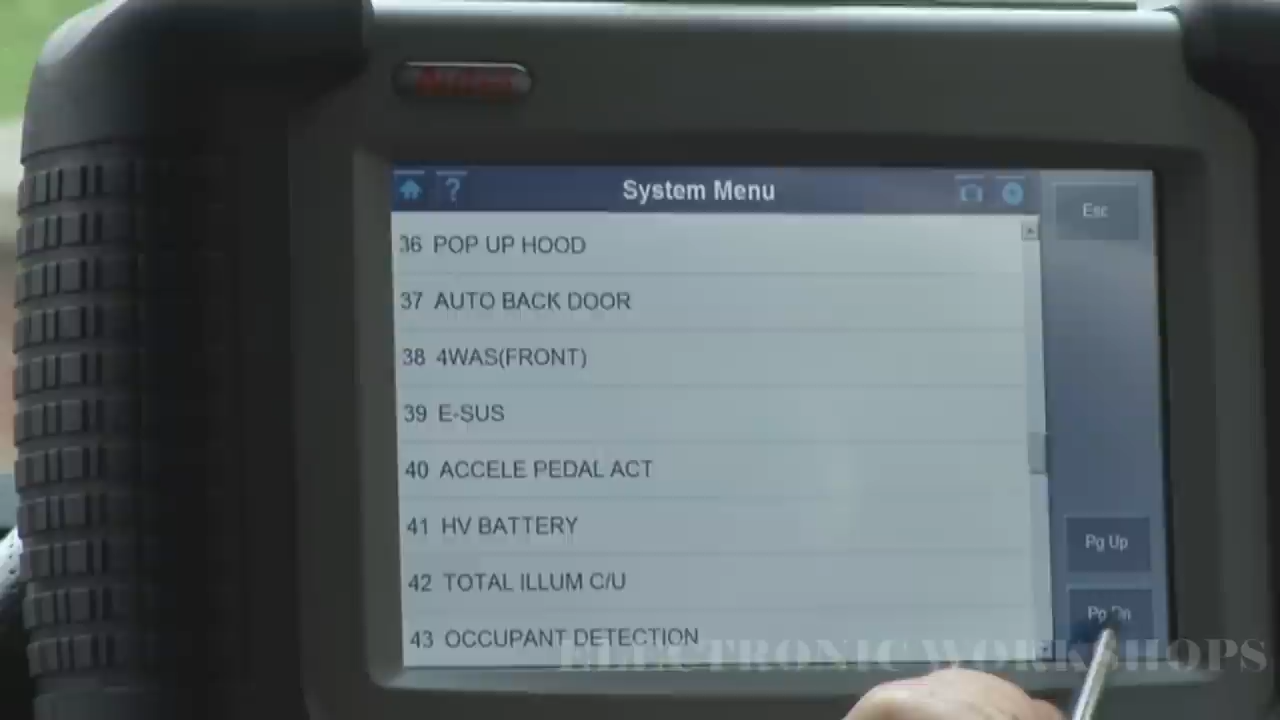 System Menu
Esc
36 POP UP HOOD
37 AUTO BACK DOOR
38 4WAS(FRONT)
39 E-SUS
40 ACCELE PEDAL ACT
41 HV BATTERY
42 TOTAL ILLUM C/U
43 OCCUPANT DETECTION
Pg Up
Pg Dn
ELECTRONIC WORKSHOPS